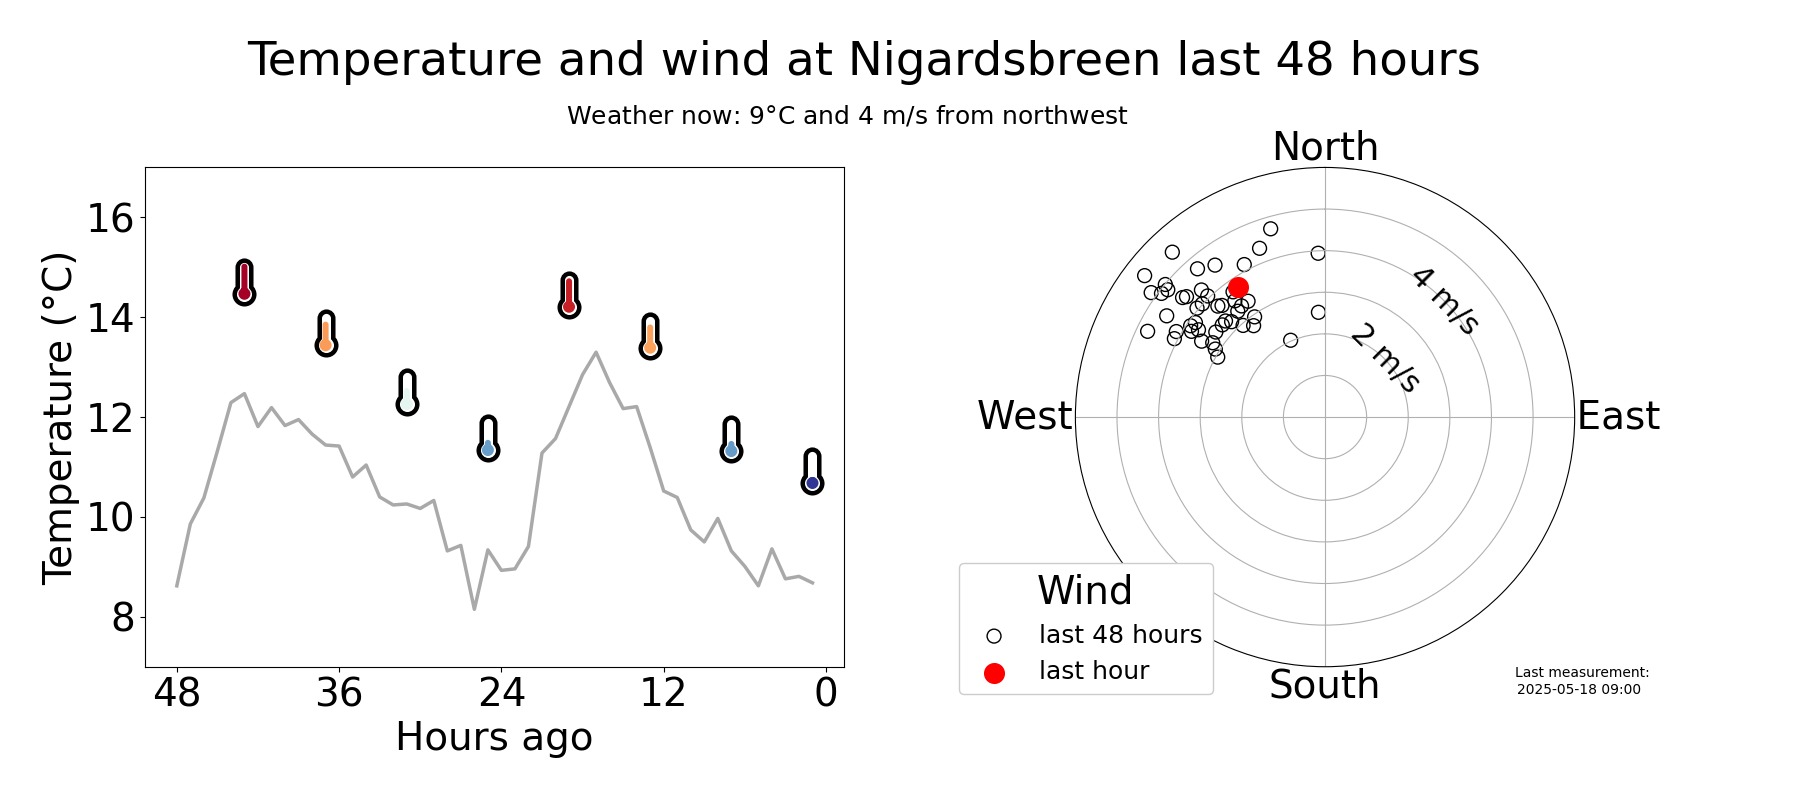 Temperature and wind at Nigardsbreen last 48 hours
Weather now: 9°C and 4 m/s from northwest
Temperature (°C)
16
14
12
10
8
48
36
24
12
0
Hours ago
North
West
East
South
4 m/s
2 m/s
Wind
last 48 hours
last hour
Last measurement:
2025-05-18 09:00